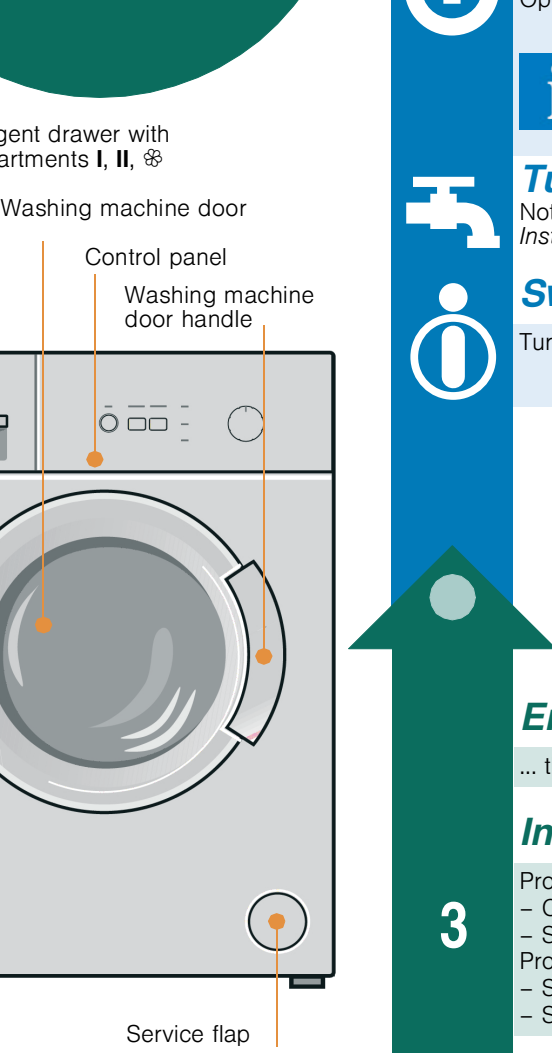 gent drawer with
artments I, II,
Washing machine door
Control panel
Washing machine
door handle
Service flap
Op
Tu
Not
Inst
Sw
Tur
... t
In
Pro
– C
– S
Pro
– S
– S
3